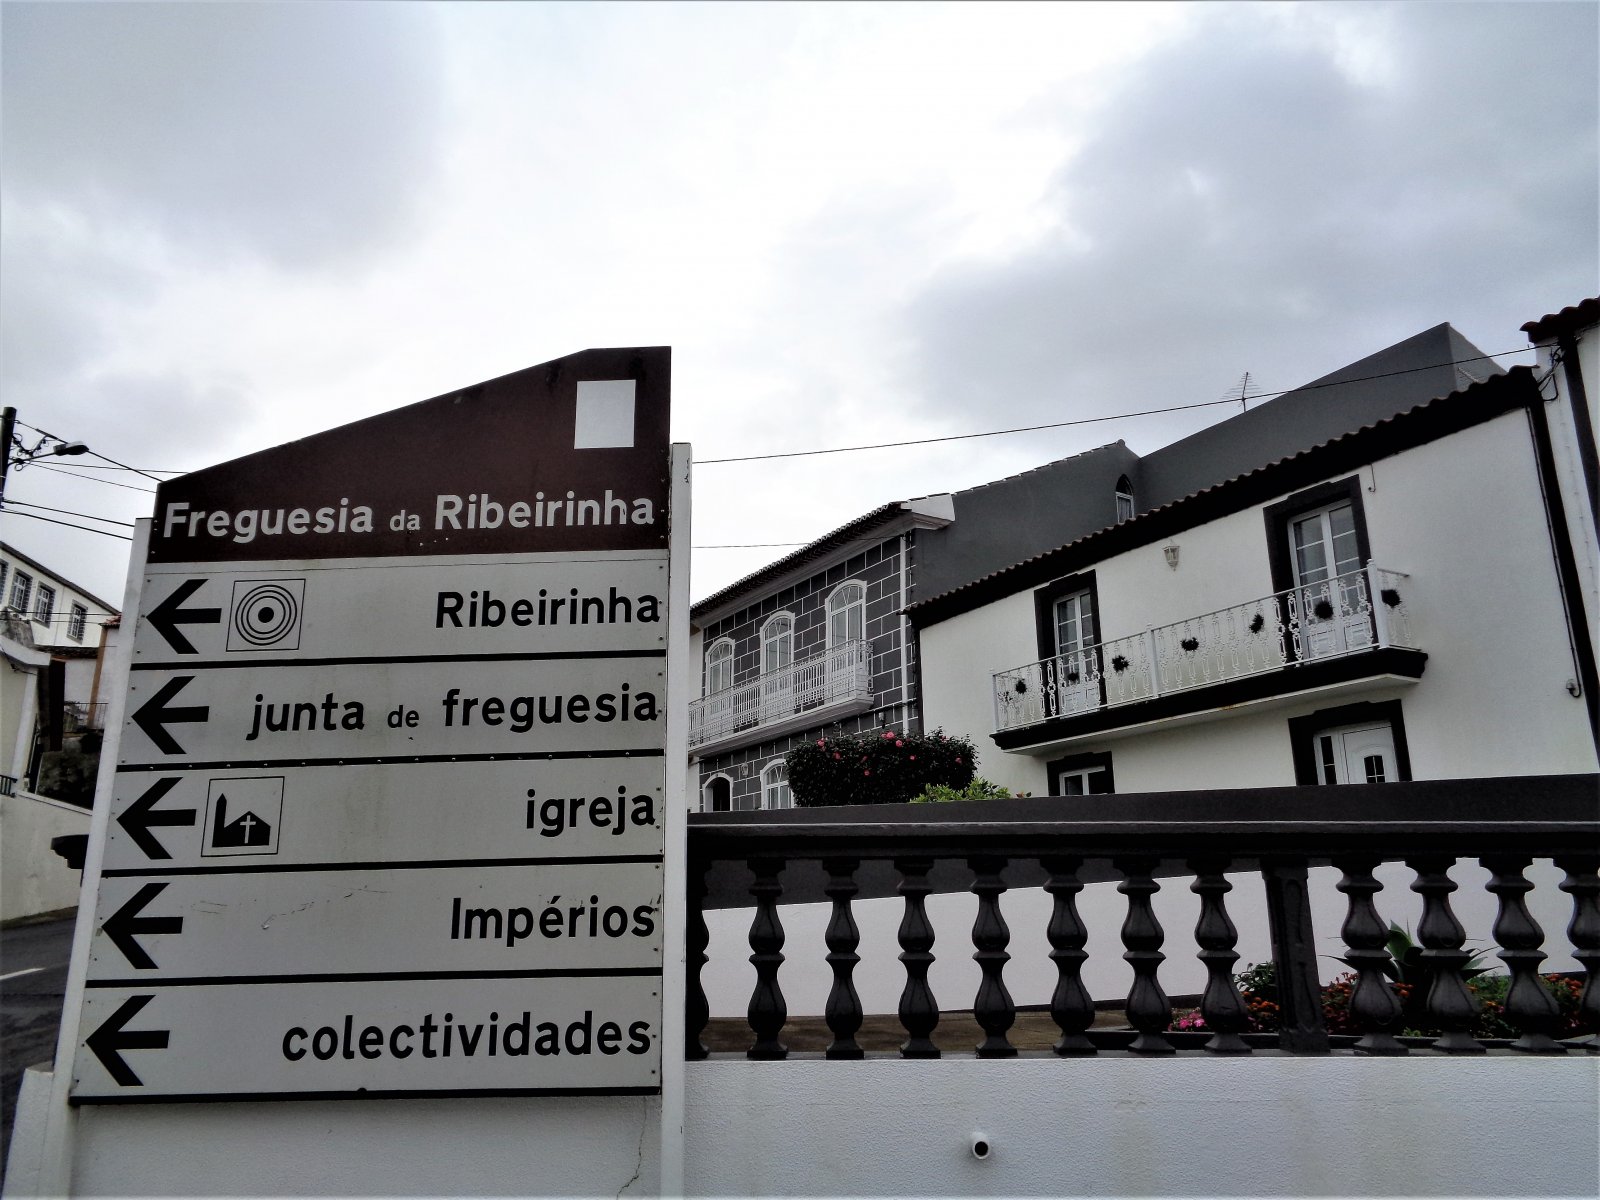 Freguesia da Ribeirinha
Ribeirinha
junta de freguesia
igreja
Impérios
colectividades